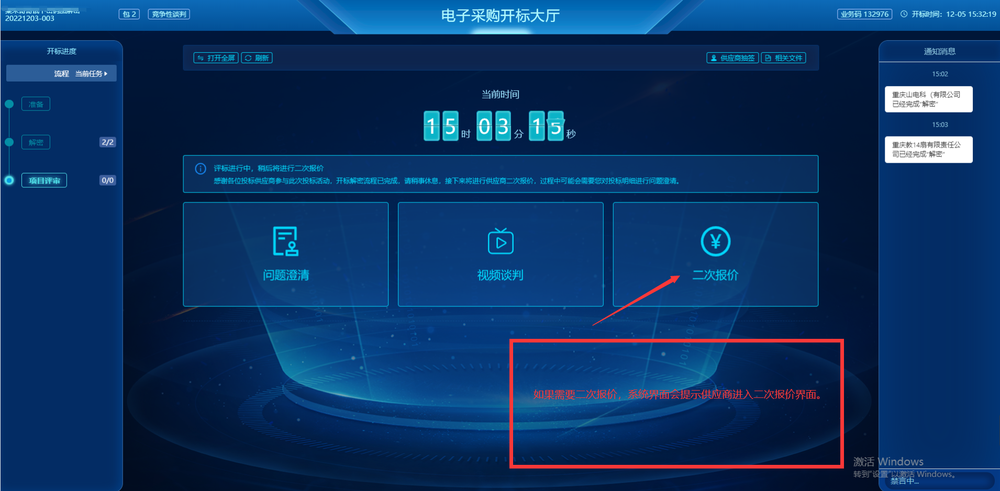 20221203-003
包 2
竞争性谈判
电子采购开标大厅
业务码 132976
开标时间：12-05 15:32:19
开标进度
流程 当前任务
准备
解密
2/2
项目评审
0/0
打开全屏
刷新
供应商抽签
相关文件
当前时间
15 时 03 分 15 秒
评标进行中，稍后将进行二次报价
感谢各位投标供应商参与此次投标活动，开标解密流程已完成，请稍事休息，接下来将进行供应商二次报价，过程中可能会需要您对投标明细进行问题澄清。
问题澄清
视频谈判
二次报价
如果需要二次报价，系统界面会提示供应商进入二次报价界面。
通知消息
15:02
重庆山电科（有限公司
已经完成"解密"
15:03
重庆教14扇有限责任公
司已经完成"解密"
激活 Windows
转到"设置"以激活 Windows。
禁言中...